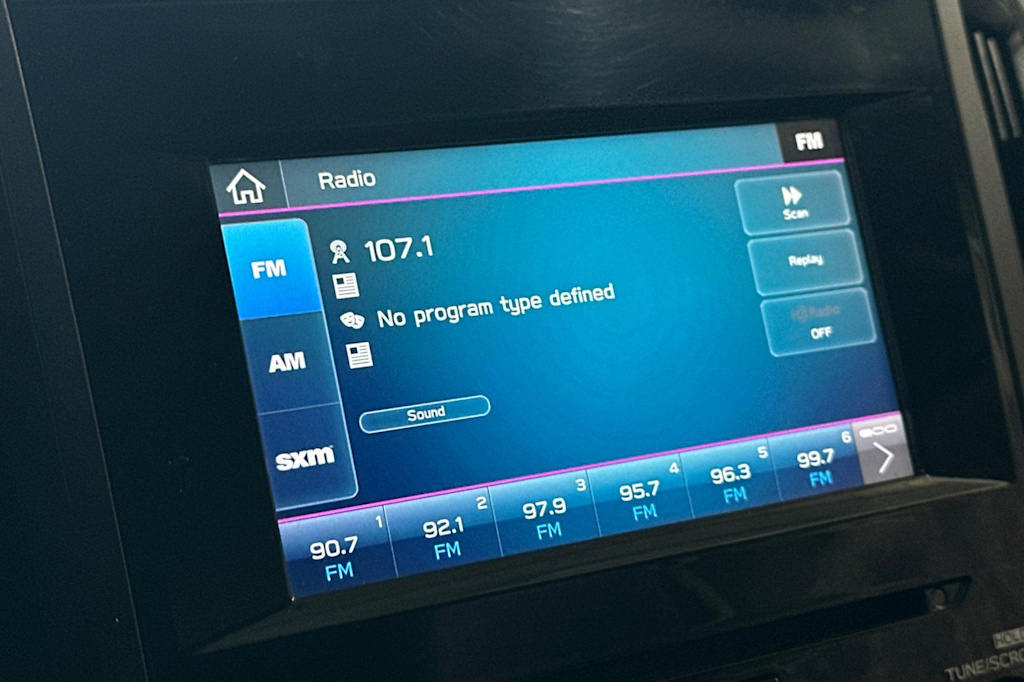 Radio
FM
FM
AM
sxm
107.1
No program type defined
Sound
Scan
Replay
HD Radio
OFF
1
90.7
FM
2
92.1
FM
3
97.9
FM
4
95.7
FM
5
96.3
FM
6
99.7
FM
HOLD
TUNE/SCRO